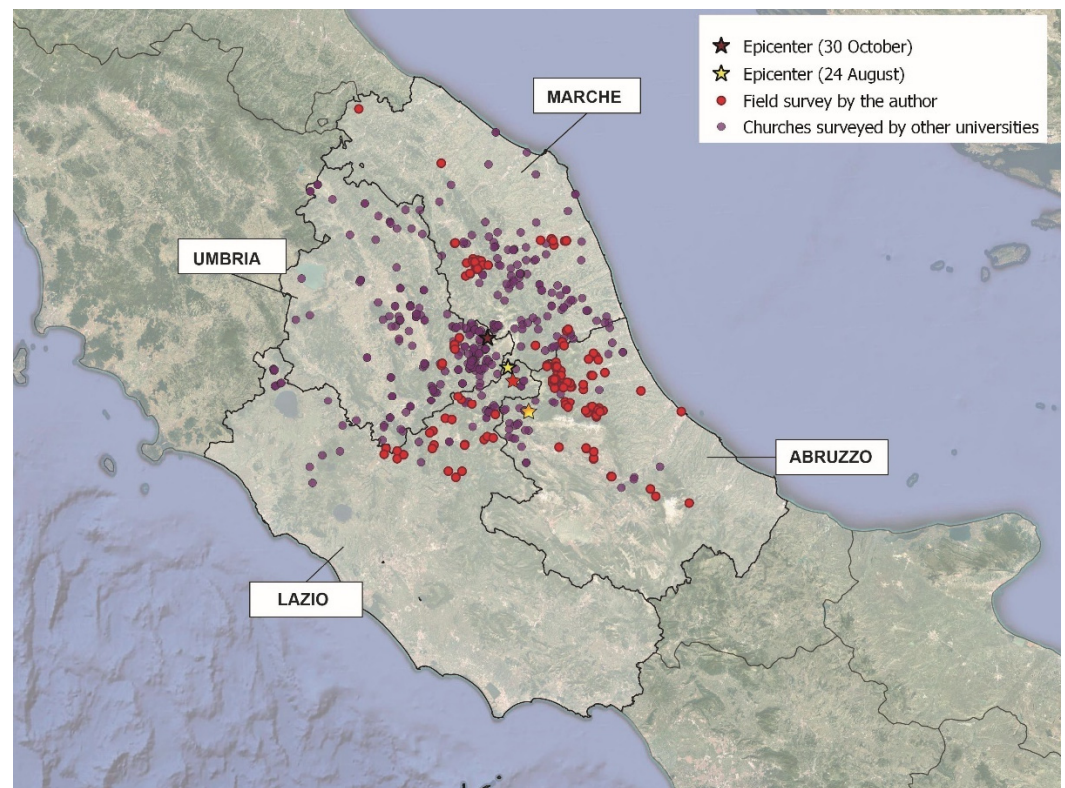 Epicenter (30 October)
Epicenter (24 August)
Field survey by the author
Churches surveyed by other universities
MARCHE
UMBRIA
ABRUZZO
LAZIO